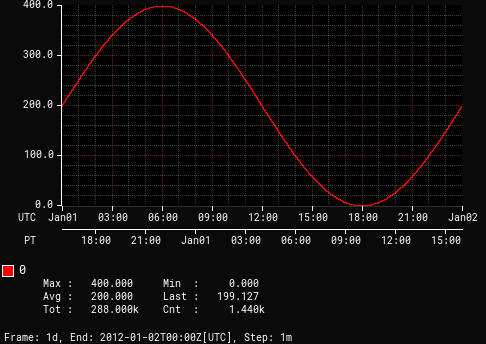 400.0
300.0
200.0
100.0
0.0
UTC Jan01 03:00 06:00 09:00 12:00 15:00 18:00 21:00 Jan02
PT 18:00 21:00 Jan01 03:00 06:00 09:00 12:00 15:00
0
Max : 400.000 Min : 0.000
Avg : 200.000 Last : 199.127
Tot : 288.000k Cnt : 1.440k
Frame: 1d, End: 2012-01-02T00:00Z[UTC], Step: 1m